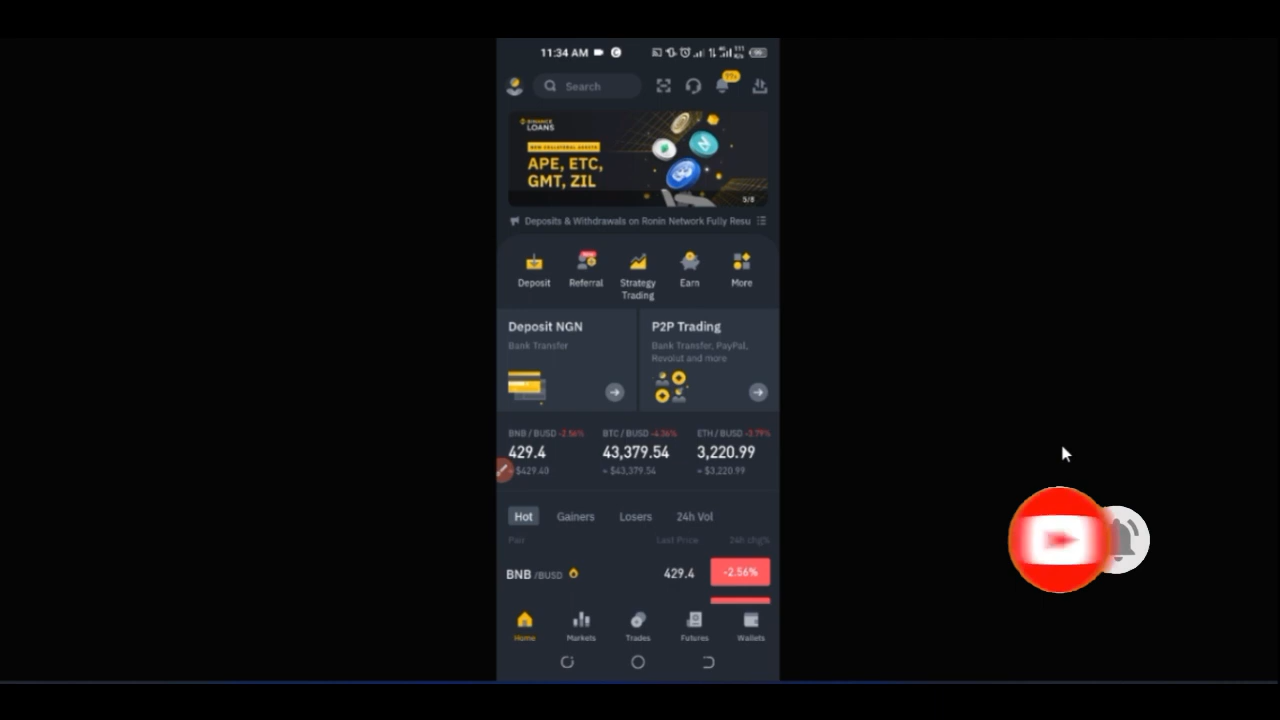 11:34 AM
Search
BINANCE
LOANS
NEW COLLATERAL ASSETS
APE, ETC,
GMT, ZIL
5/8
Deposits & Withdrawals on Ronin Network Fully Resu
Deposit
Referral
Strategy
Trading
Earn
More
Deposit NGN
Bank Transfer
P2P Trading
Bank Transfer, PayPal,
Revolut and more
BNB / BUSD -2.56%
BTC / BUSD -4.36%
ETH / BUSD -3.79%
429.4
43,379.54
3,220.99
≈ $429.40
≈ $43,379.54
≈ $3,220.99
Hot
Gainers
Losers
24h Vol
Pair
Last Price
24h chg%
BNB /BUSD
429.4
-2.56%
Home
Markets
Trades
Futures
Wallets